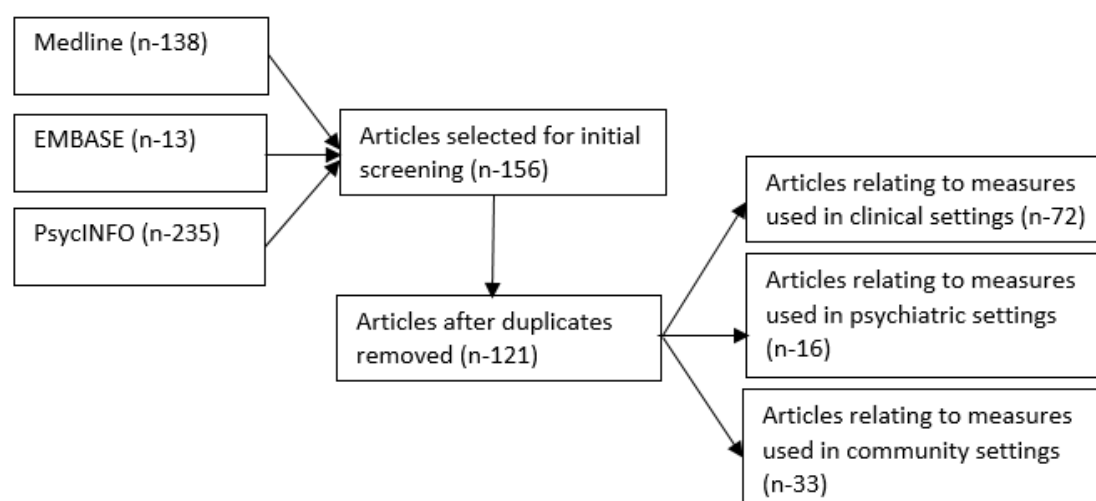 Medline (n-138)
EMBASE (n-13)
PsycINFO (n-235)
Articles selected for initial
screening (n-156)
Articles after duplicates
removed (n-121)
Articles relating to measures
used in clinical settings (n-72)
Articles relating to measures
used in psychiatric settings
(n-16)
Articles relating to measures
used in community settings
(n-33)